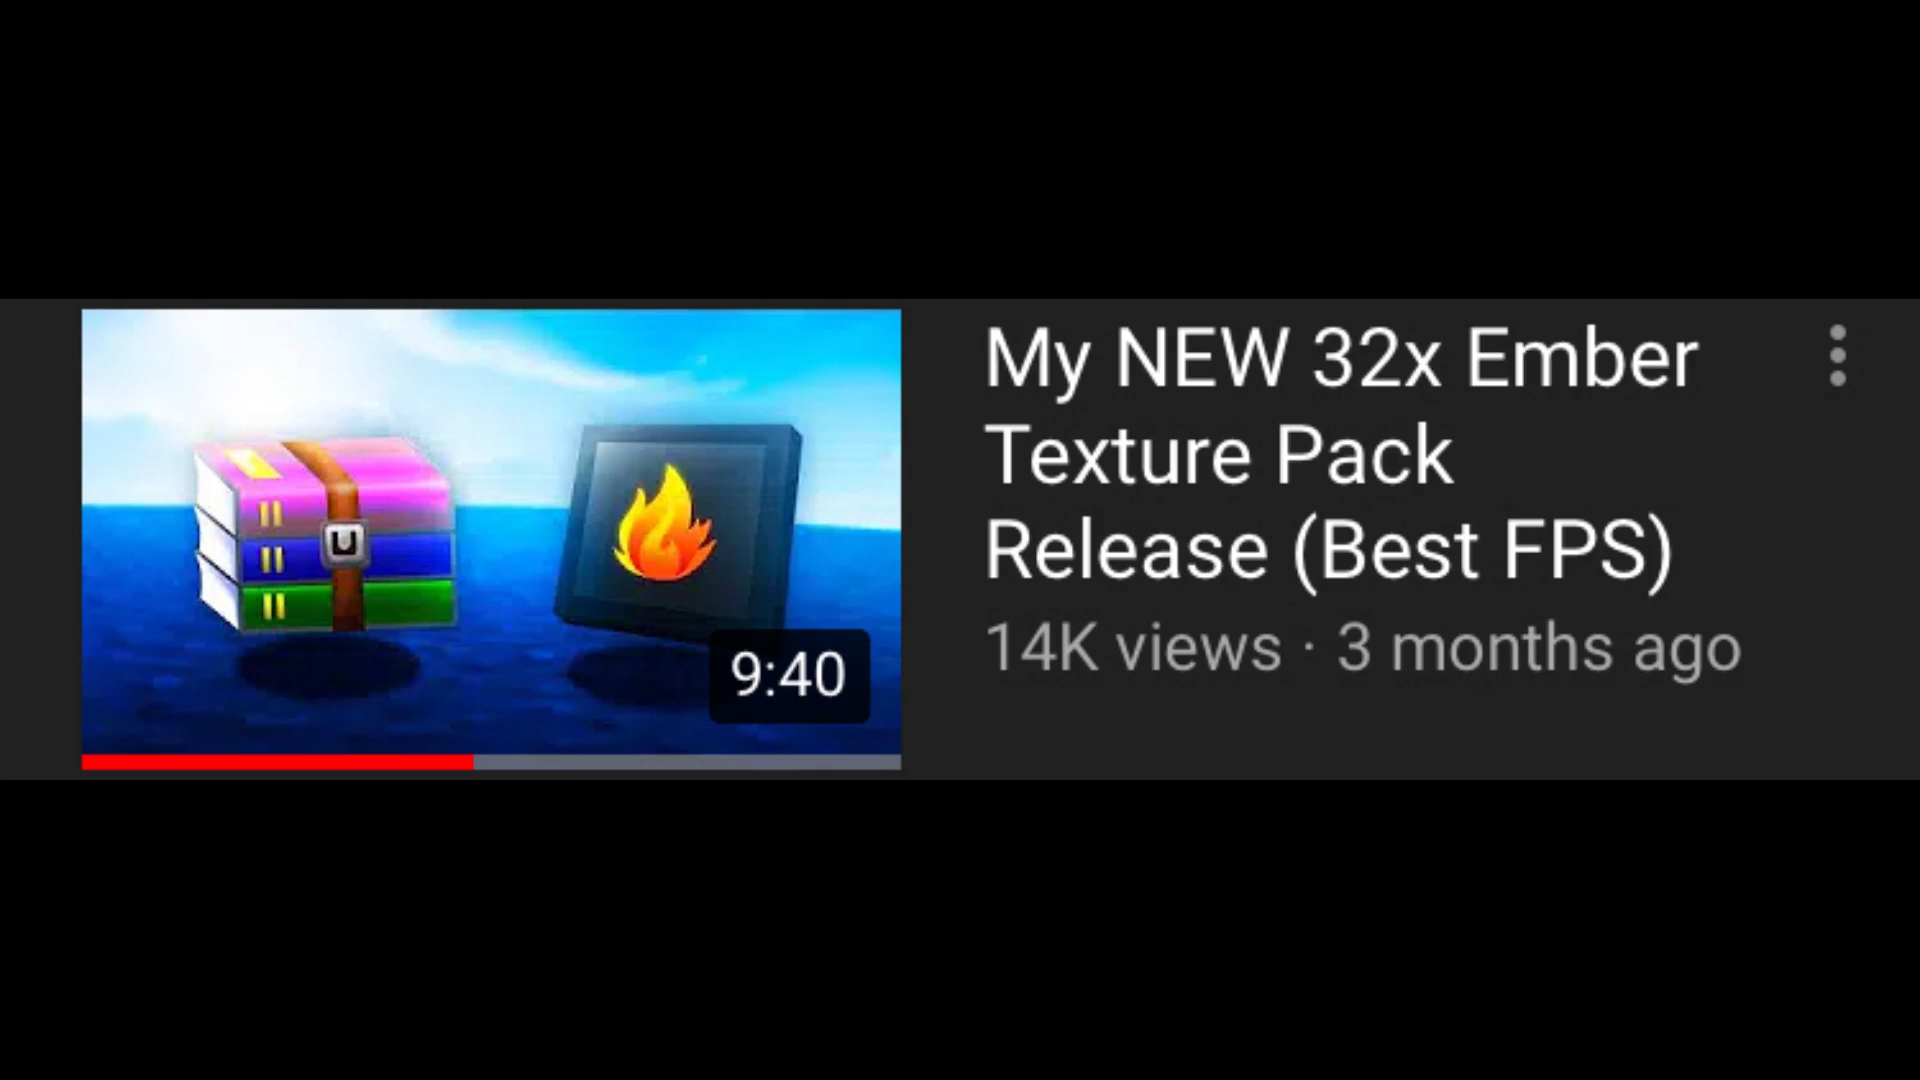 My NEW 32x Ember
Texture Pack
Release (Best FPS)
14K views · 3 months ago
9:40